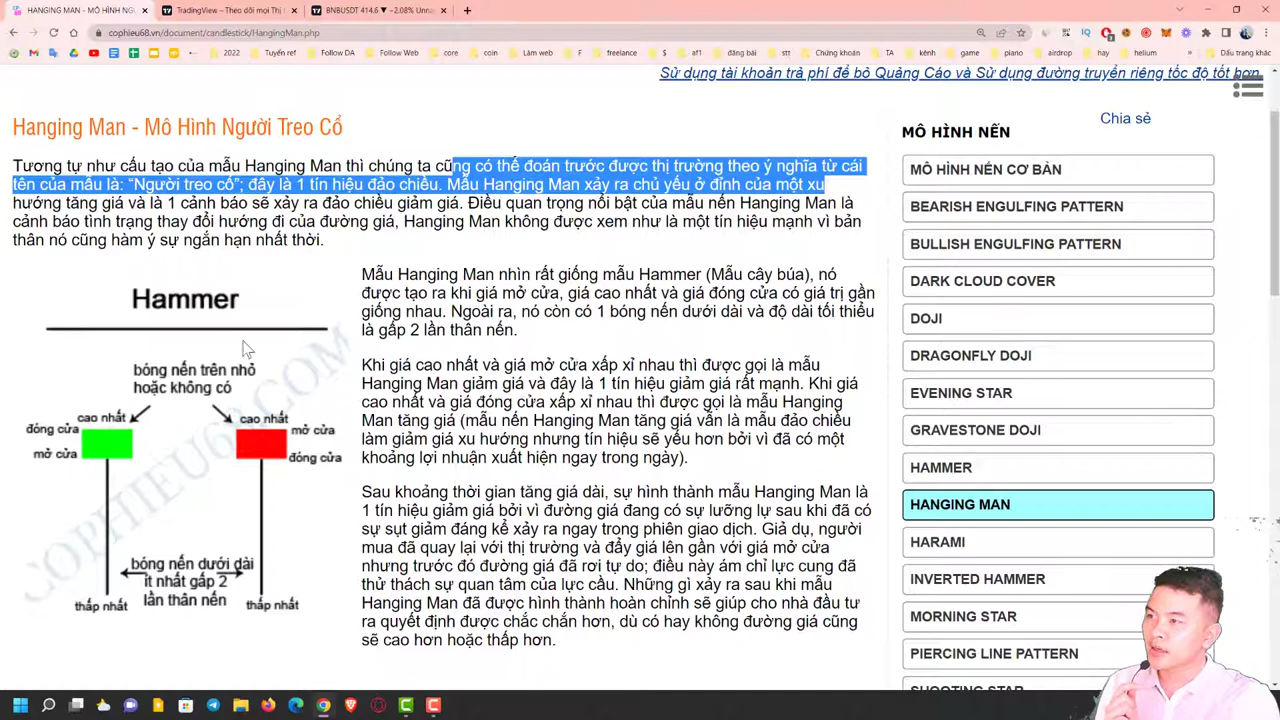 HANGING MAN - MÔ HÌNH NGƯỜ
TradingView – Theo dõi mọi Thị
BNBUSDT 414.6 ▼ −2.08% Unna
cophieu68.vn/document/candlestick/HangingMan.php
2022
Tuyển ref
Follow DA
Follow Web
core
coin
Làm web
F
freelance
$
af1
đăng bài
STT
Chứng khoán
TA
kênh
game
piano
airdrop
hay
helium
»
Dấu trang khác
Sử dụng tài khoản trả phí để bỏ Quảng Cáo và Sử dụng đường truyền riêng tốc độ tốt hơn
Chia sẻ
Hanging Man - Mô Hình Người Treo Cổ
Tương tự như cấu tạo của mẫu Hanging Man thì chúng ta cũng có thể đoán trước được thị trường theo ý nghĩa từ cái
tên của mẫu là: “Người treo cổ”; đây là 1 tín hiệu đảo chiều. Mẫu Hanging Man xảy ra chủ yếu ở đỉnh của một xu
hướng tăng giá và là 1 cảnh báo sẽ xảy ra đảo chiều giảm giá. Điều quan trọng nổi bật của mẫu nến Hanging Man là
cảnh báo tình trạng thay đổi hướng đi của đường giá, Hanging Man không được xem như là một tín hiệu mạnh vì bản
thân nó cũng hàm ý sự ngắn hạn nhất thời.
Hammer
bóng nến trên nhỏ
hoặc không có
cao nhất
cao nhất
đóng cửa
mở cửa
mở cửa
đóng cửa
bóng nến dưới dài
ít nhất gấp 2
lần thân nến
thấp nhất
thấp nhất
COPHIEU68.COM
Mẫu Hanging Man nhìn rất giống mẫu Hammer (Mẫu cây búa), nó
được tạo ra khi giá mở cửa, giá cao nhất và giá đóng cửa có giá trị gần
giống nhau. Ngoài ra, nó còn có 1 bóng nến dưới dài và độ dài tối thiểu
là gấp 2 lần thân nến.
Khi giá cao nhất và giá mở cửa xấp xỉ nhau thì được gọi là mẫu
Hanging Man giảm giá và đây là 1 tín hiệu giảm giá rất mạnh. Khi giá
cao nhất và giá đóng cửa xấp xỉ nhau thì được gọi là mẫu Hanging
Man tăng giá (mẫu nến Hanging Man tăng giá vẫn là mẫu đảo chiều
làm giảm giá xu hướng nhưng tín hiệu sẽ yếu hơn bởi vì đã có một
khoảng lợi nhuận xuất hiện ngay trong ngày).
Sau khoảng thời gian tăng giá dài, sự hình thành mẫu Hanging Man là
1 tín hiệu giảm giá bởi vì đường giá đang có sự lưỡng lự sau khi đã có
sự sụt giảm đáng kể xảy ra ngay trong phiên giao dịch. Giả dụ, người
mua đã quay lại với thị trường và đẩy giá lên gần với giá mở cửa
nhưng trước đó đường giá đã rơi tự do; điều này ám chỉ lực cung đã
thử thách sự quan tâm của lực cầu. Những gì xảy ra sau khi mẫu
Hanging Man đã được hình thành hoàn chỉnh sẽ giúp cho nhà đầu tư
ra quyết định được chắc chắn hơn, dù có hay không đường giá cũng
sẽ cao hơn hoặc thấp hơn.
MÔ HÌNH NẾN
MÔ HÌNH NẾN CƠ BẢN
BEARISH ENGULFING PATTERN
BULLISH ENGULFING PATTERN
DARK CLOUD COVER
DOJI
DRAGONFLY DOJI
EVENING STAR
GRAVESTONE DOJI
HAMMER
HANGING MAN
HARAMI
INVERTED HAMMER
MORNING STAR
PIERCING LINE PATTERN
SHOOTING STAR